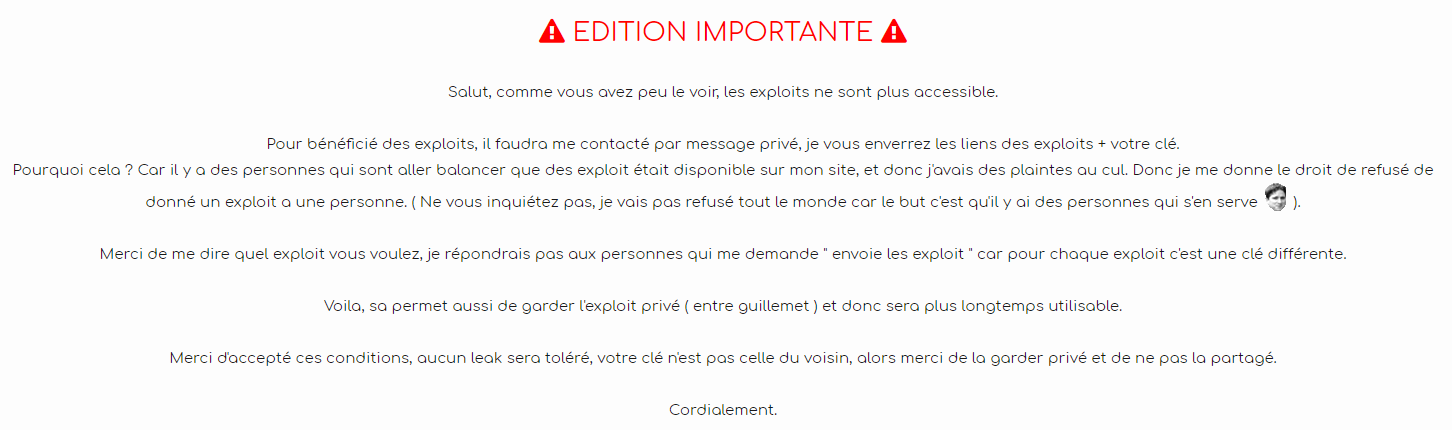 EDITION IMPORTANTE
Salut, comme vous avez peu le voir, les exploits ne sont plus accessible.
Pour bénéficié des exploits, il faudra me contacté par message privé, je vous enverrez les liens des exploits + votre clé.
Pourquoi cela ? Car il y a des personnes qui sont aller balancer que des exploit était disponible sur mon site, et donc j'avais des plaintes au cul. Donc je me donne le droit de refusé de
donné un exploit a une personne. ( Ne vous inquiétez pas, je vais pas refusé tout le monde car le but c'est qu'il y ai des personnes qui s'en serve ).
Merci de me dire quel exploit vous voulez, je répondrais pas aux personnes qui me demande " envoie les exploit " car pour chaque exploit c'est une clé différente.
Voila, sa permet aussi de garder l'exploit privé ( entre guillemet ) et donc sera plus longtemps utilisable.
Merci d'accepté ces conditions, aucun leak sera toléré, votre clé n'est pas celle du voisin, alors merci de la garder privé et de ne pas la partagé.
Cordialement.